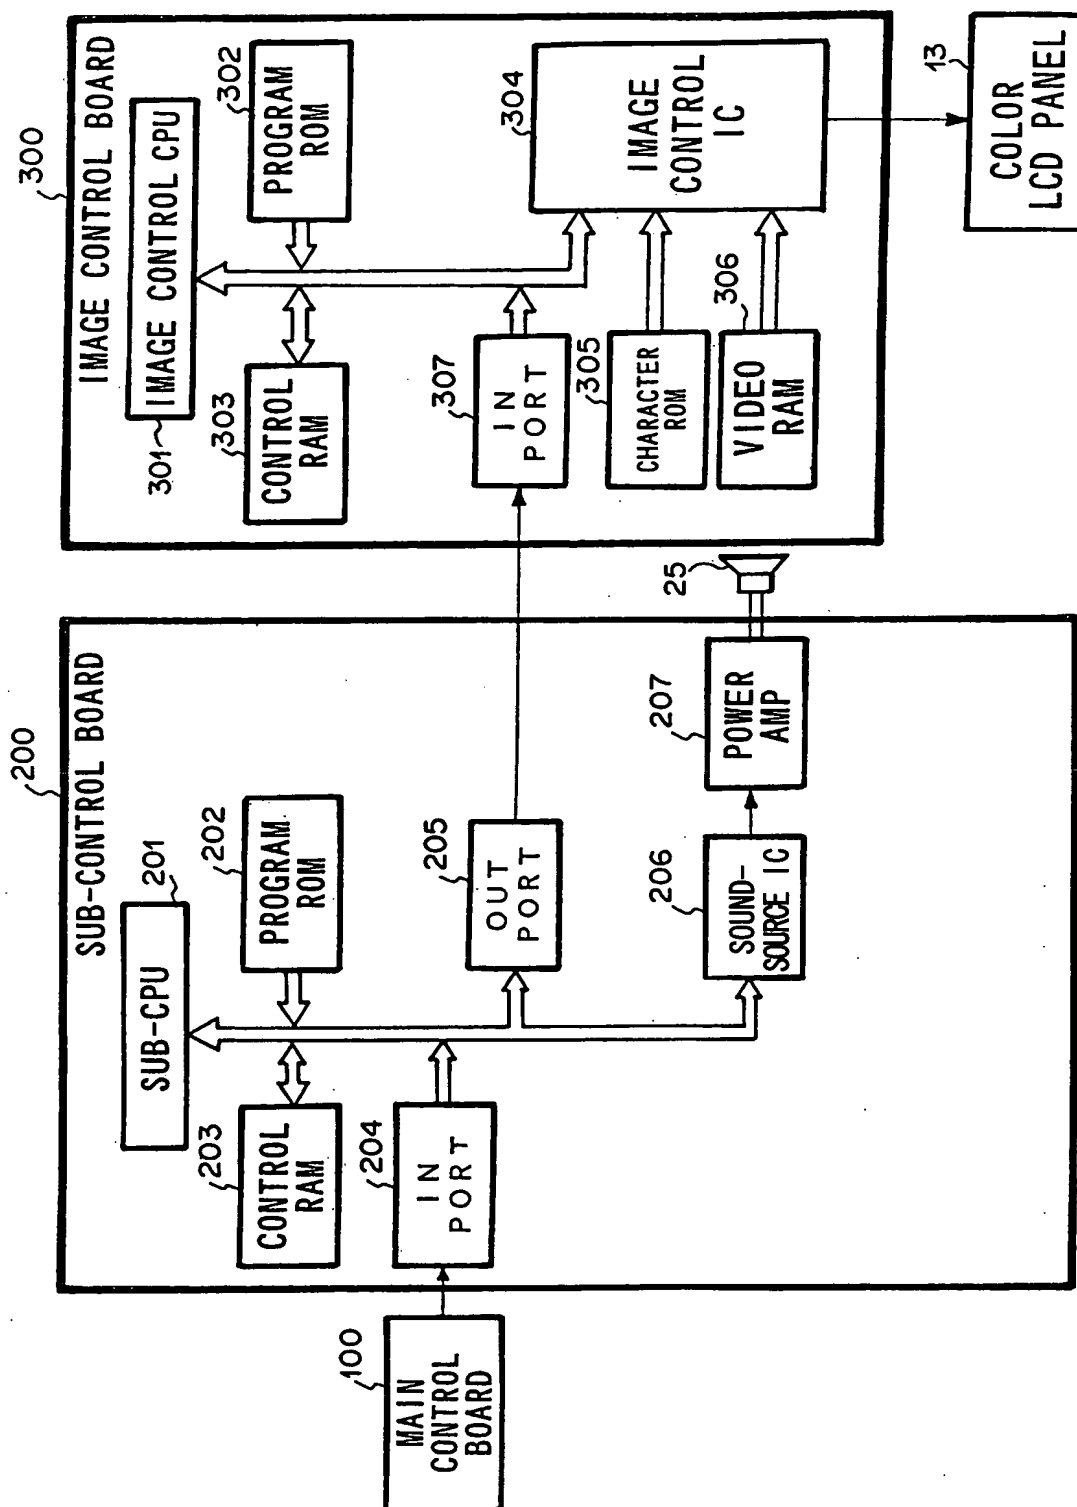 100
MAIN
CONTROL
BOARD
200
SUB-CONTROL BOARD
201
SUB-CPU
202
PROGRAM
ROM
203
CONTROL
RAM
204
IN
PORT
205
OUT
PORT
206
SOUND-
SOURCE IC
207
POWER
AMP
25
300
IMAGE CONTROL BOARD
301
IMAGE CONTROL CPU
302
PROGRAM
ROM
303
CONTROL
RAM
307
IN
PORT
304
IMAGE
CONTROL
IC
305
CHARACTER
ROM
306
VIDEO
RAM
13
COLOR
LCD PANEL